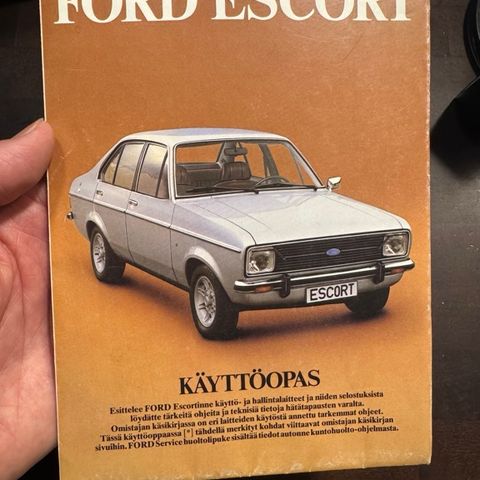 FORD ESCORT
ESCORT
KÄYTTÖOPAS
Esittelee FORD Escortinne käyttö- ja hallintalaitteet ja niiden selostuksista
löydätte tärkeitä ohjeita ja teknisiä tietoja hätätapausten varalta.
Omistajan käsikirjassa on eri laitteiden käytöstä annettu tarkemmat ohjeet.
Tässä käyttöoppaassa [*] tähdellä merkityt kohdat viittaavat omistajan käsikirjan
sivuihin. FORD Service huoltolipuke sisältää tiedot autonne kuntohuolto-ohjelmasta.